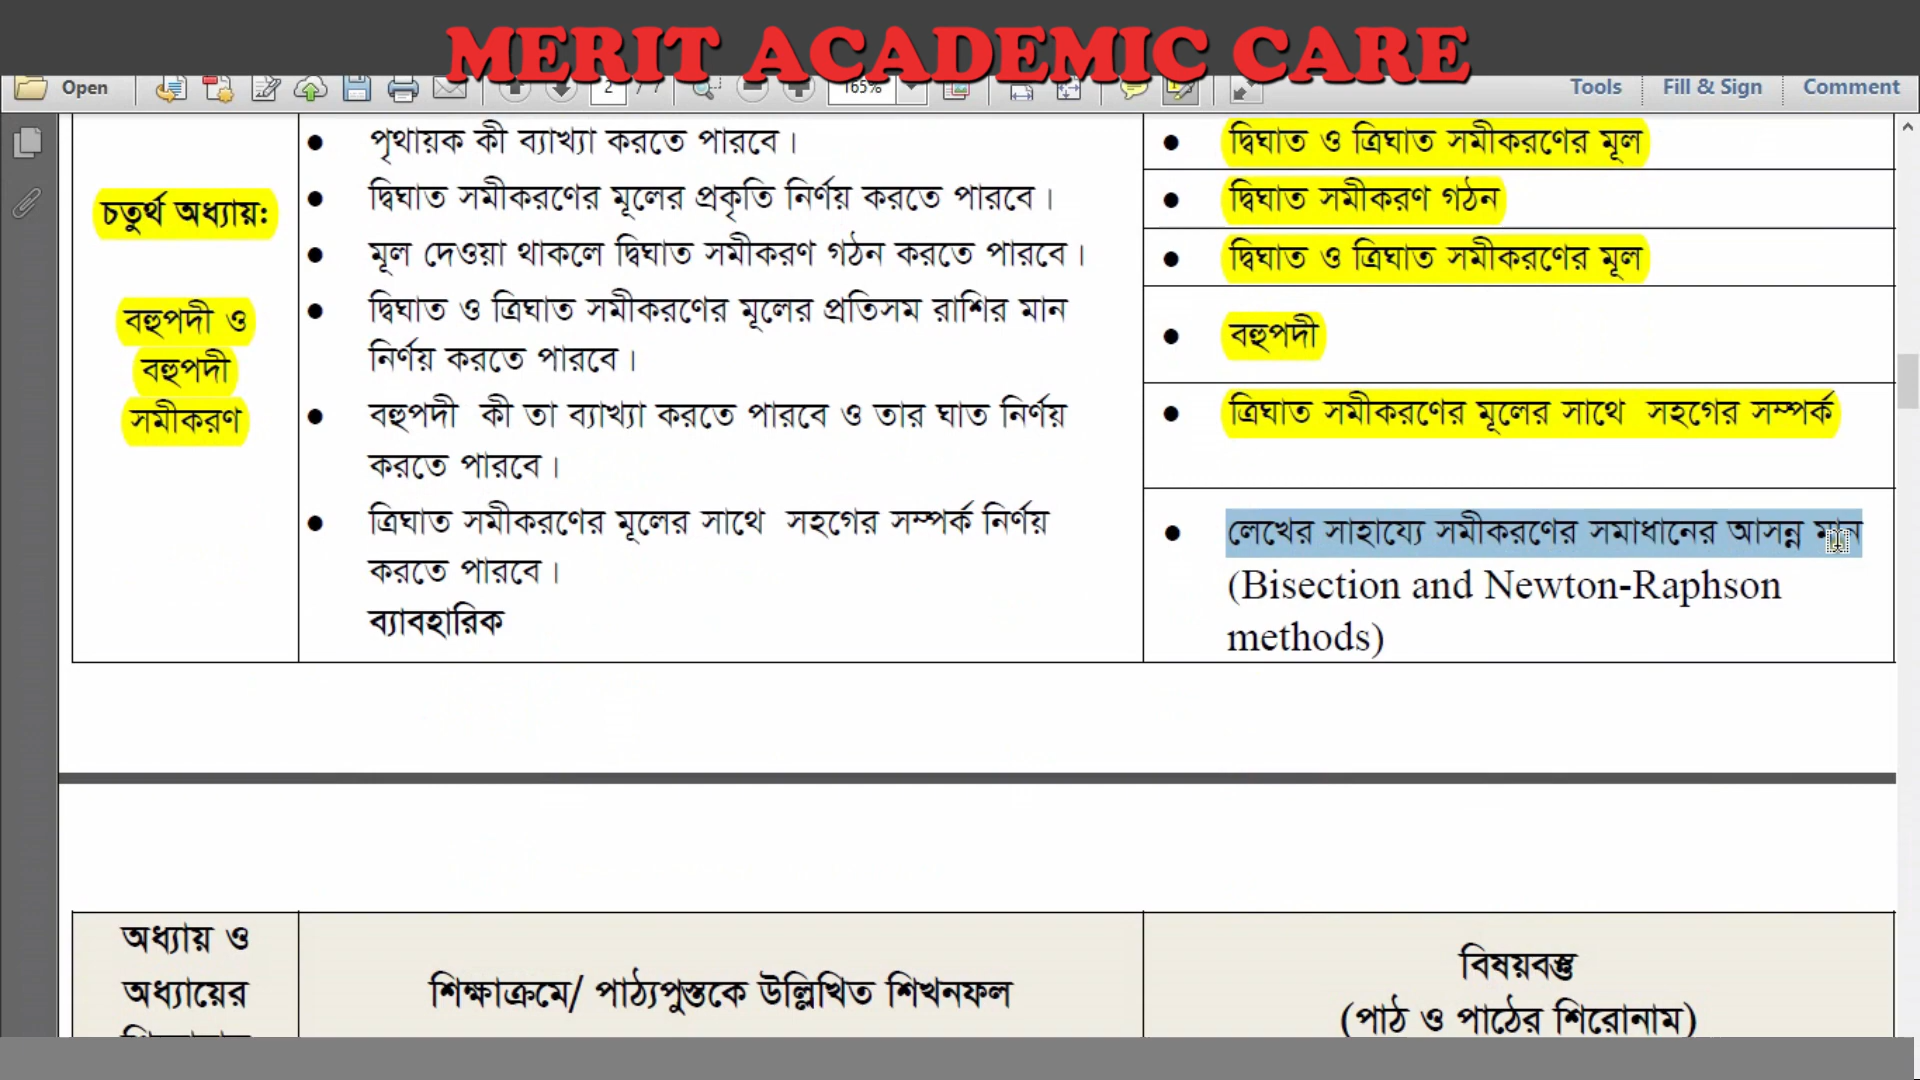 MERIT ACADEMIC CARE
Open
2 / 7
165%
Tools
Fill & Sign
Comment
চতুর্থ অধ্যায়:
বহুপদী ও
বহুপদী
সমীকরণ
● পৃথায়ক কী ব্যাখ্যা করতে পারবে।
● দ্বিঘাত সমীকরণের মূলের প্রকৃতি নির্ণয় করতে পারবে।
● মূল দেওয়া থাকলে দ্বিঘাত সমীকরণ গঠন করতে পারবে।
● দ্বিঘাত ও ত্রিঘাত সমীকরণের মূলের প্রতিসম রাশির মান
নির্ণয় করতে পারবে।
● বহুপদী কী তা ব্যাখ্যা করতে পারবে ও তার ঘাত নির্ণয়
করতে পারবে।
● ত্রিঘাত সমীকরণের মূলের সাথে সহগের সম্পর্ক নির্ণয়
করতে পারবে।
ব্যাবহারিক
● দ্বিঘাত ও ত্রিঘাত সমীকরণের মূল
● দ্বিঘাত সমীকরণ গঠন
● দ্বিঘাত ও ত্রিঘাত সমীকরণের মূল
● বহুপদী
● ত্রিঘাত সমীকরণের মূলের সাথে সহগের সম্পর্ক
● লেখের সাহায্যে সমীকরণের সমাধানের আসন্ন মান
(Bisection and Newton-Raphson
methods)
অধ্যায় ও
অধ্যায়ের
শিক্ষাক্রমে/ পাঠ্যপুস্তকে উল্লিখিত শিখনফল
বিষয়বস্তু
(পাঠ ও পাঠের শিরোনাম)